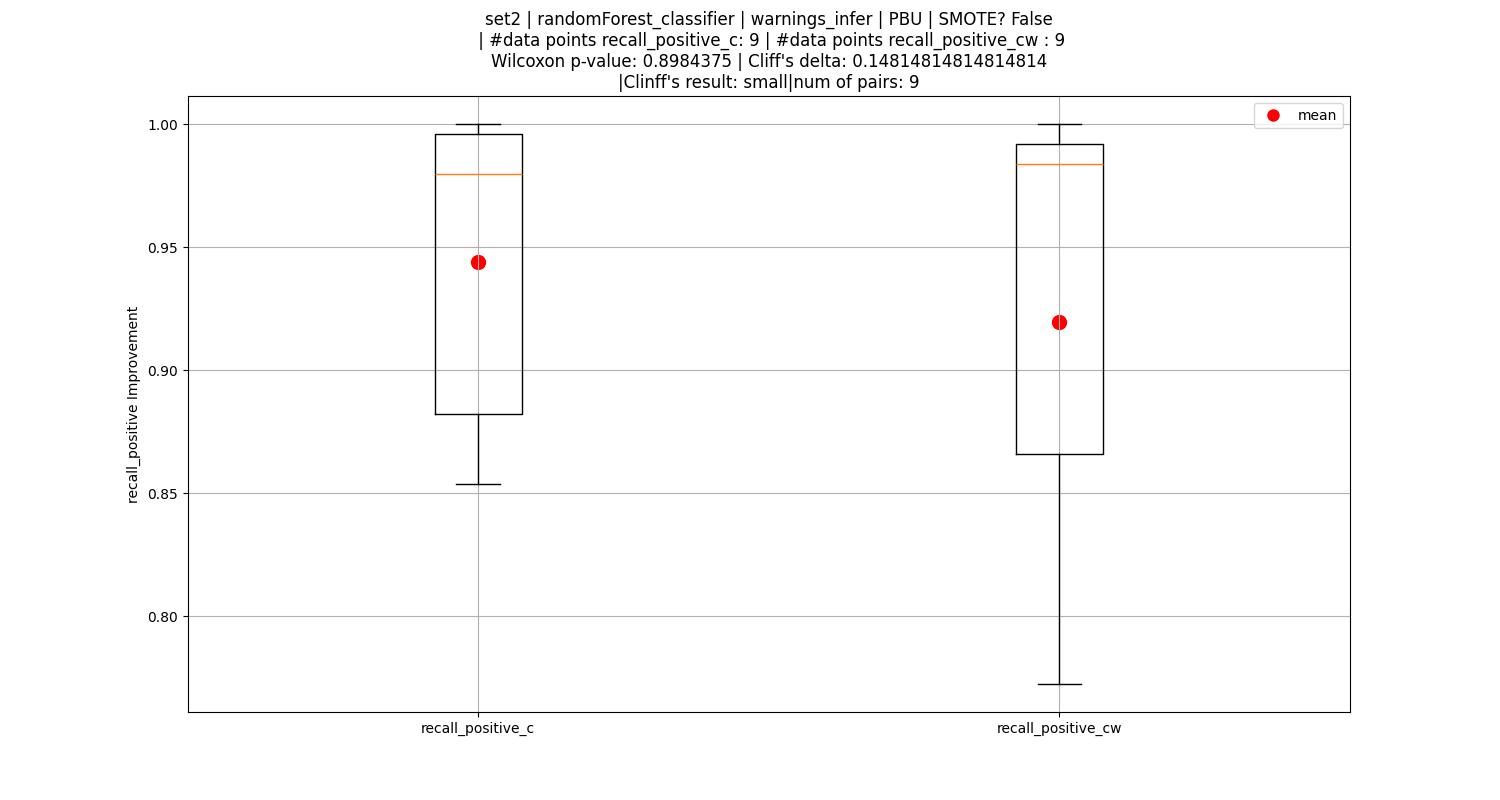 set2 | randomForest_classifier | warnings_infer | PBU | SMOTE? False
| #data points recall_positive_c: 9 | #data points recall_positive_cw : 9
Wilcoxon p-value: 0.8984375 | Cliff's delta: 0.14814814814814814
|Clinff's result: small|num of pairs: 9
mean
1.00
0.95
0.90
0.85
0.80
recall_positive Improvement
recall_positive_c
recall_positive_cw